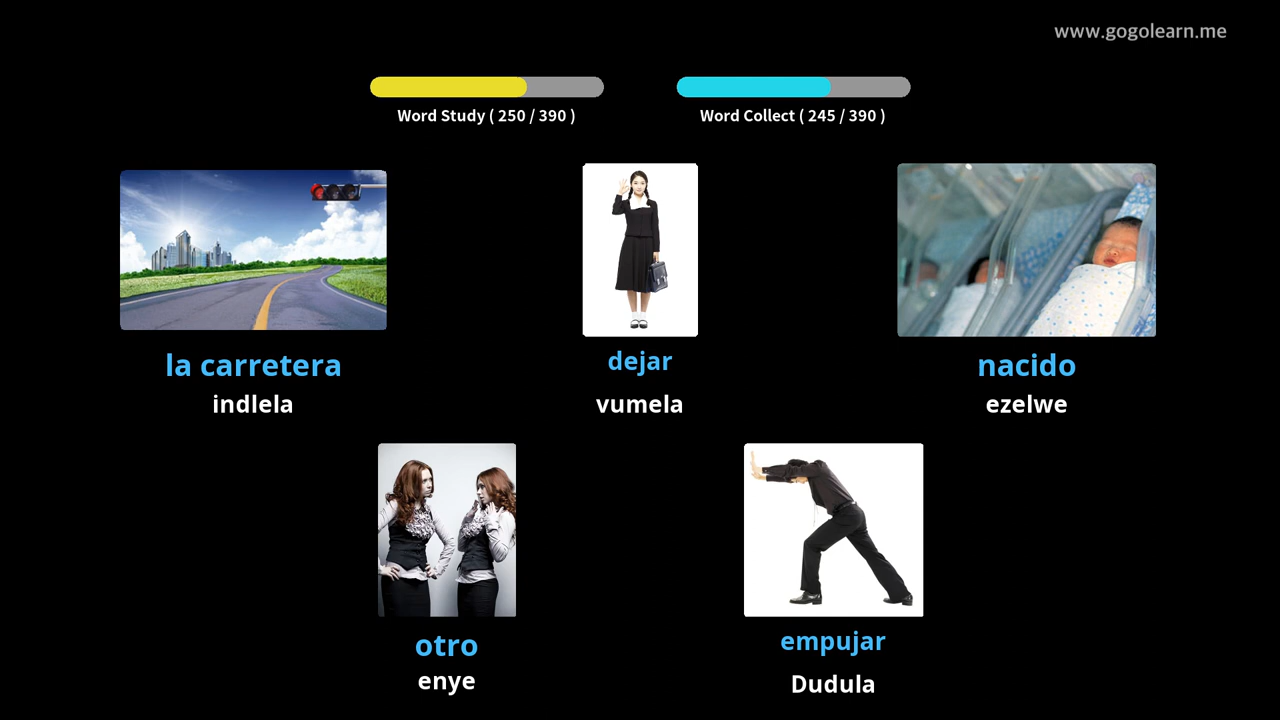 www.gogolearn.me
Word Study ( 250 / 390 )
Word Collect ( 245 / 390 )
la carretera
indlela
dejar
vumela
nacido
ezelwe
otro
enye
empujar
Dudula